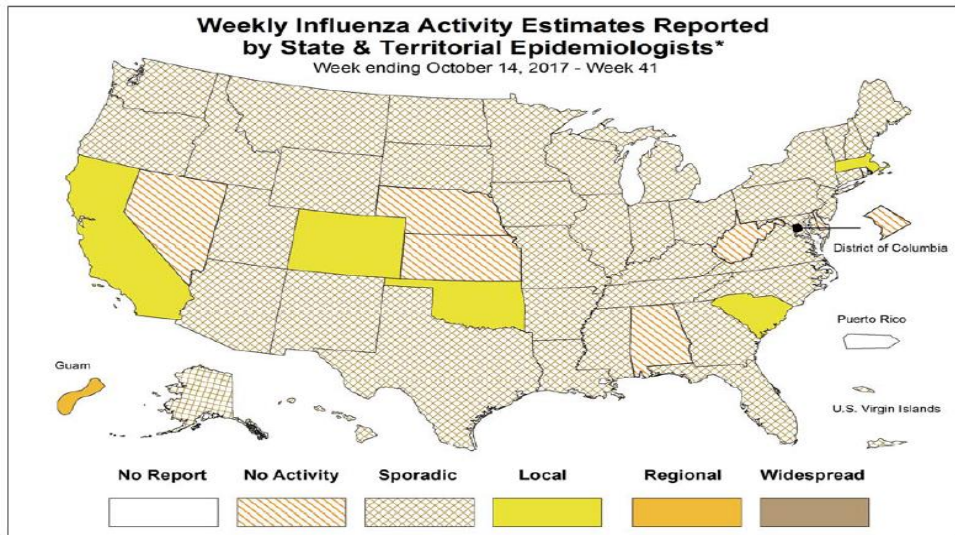 Weekly Influenza Activity Estimates Reported
by State & Territorial Epidemiologists*
Week ending October 14, 2017 - Week 41
District of Columbia
Puerto Rico
Guam
U.S. Virgin Islands
No Report No Activity Sporadic Local Regional Widespread